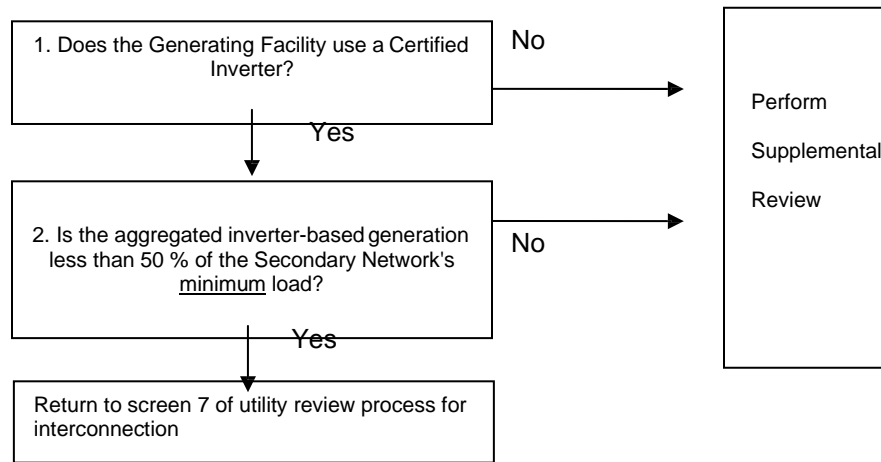 1. Does the Generating Facility use a Certified
Inverter?
No
Yes
Perform
Supplemental
Review
2. Is the aggregated inverter-based generation
less than 50 % of the Secondary Network's
minimum load?
No
Yes
Return to screen 7 of utility review process for
interconnection